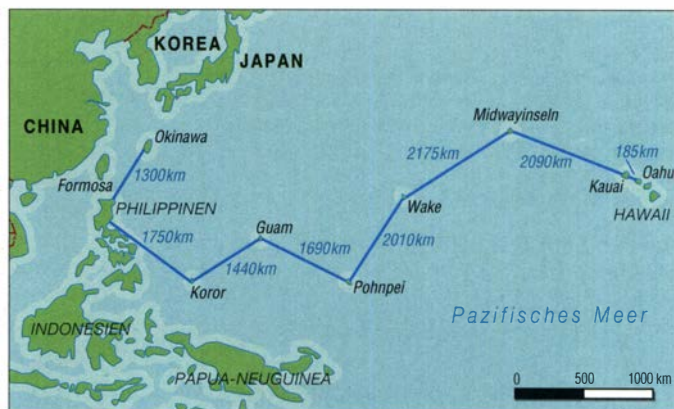 KOREA
JAPAN
CHINA
Okinawa
1300km
Formosa
PHILIPPINEN
1750km
Koror
1440km
Guam
1690km
Pohnpei
2010km
Wake
2175km
Midwayinseln
2090km
185km
Oahu
Kauai
HAWAII
INDONESIEN
PAPUA-NEUGUINEA
Pazifisches Meer
0 500 1000 km